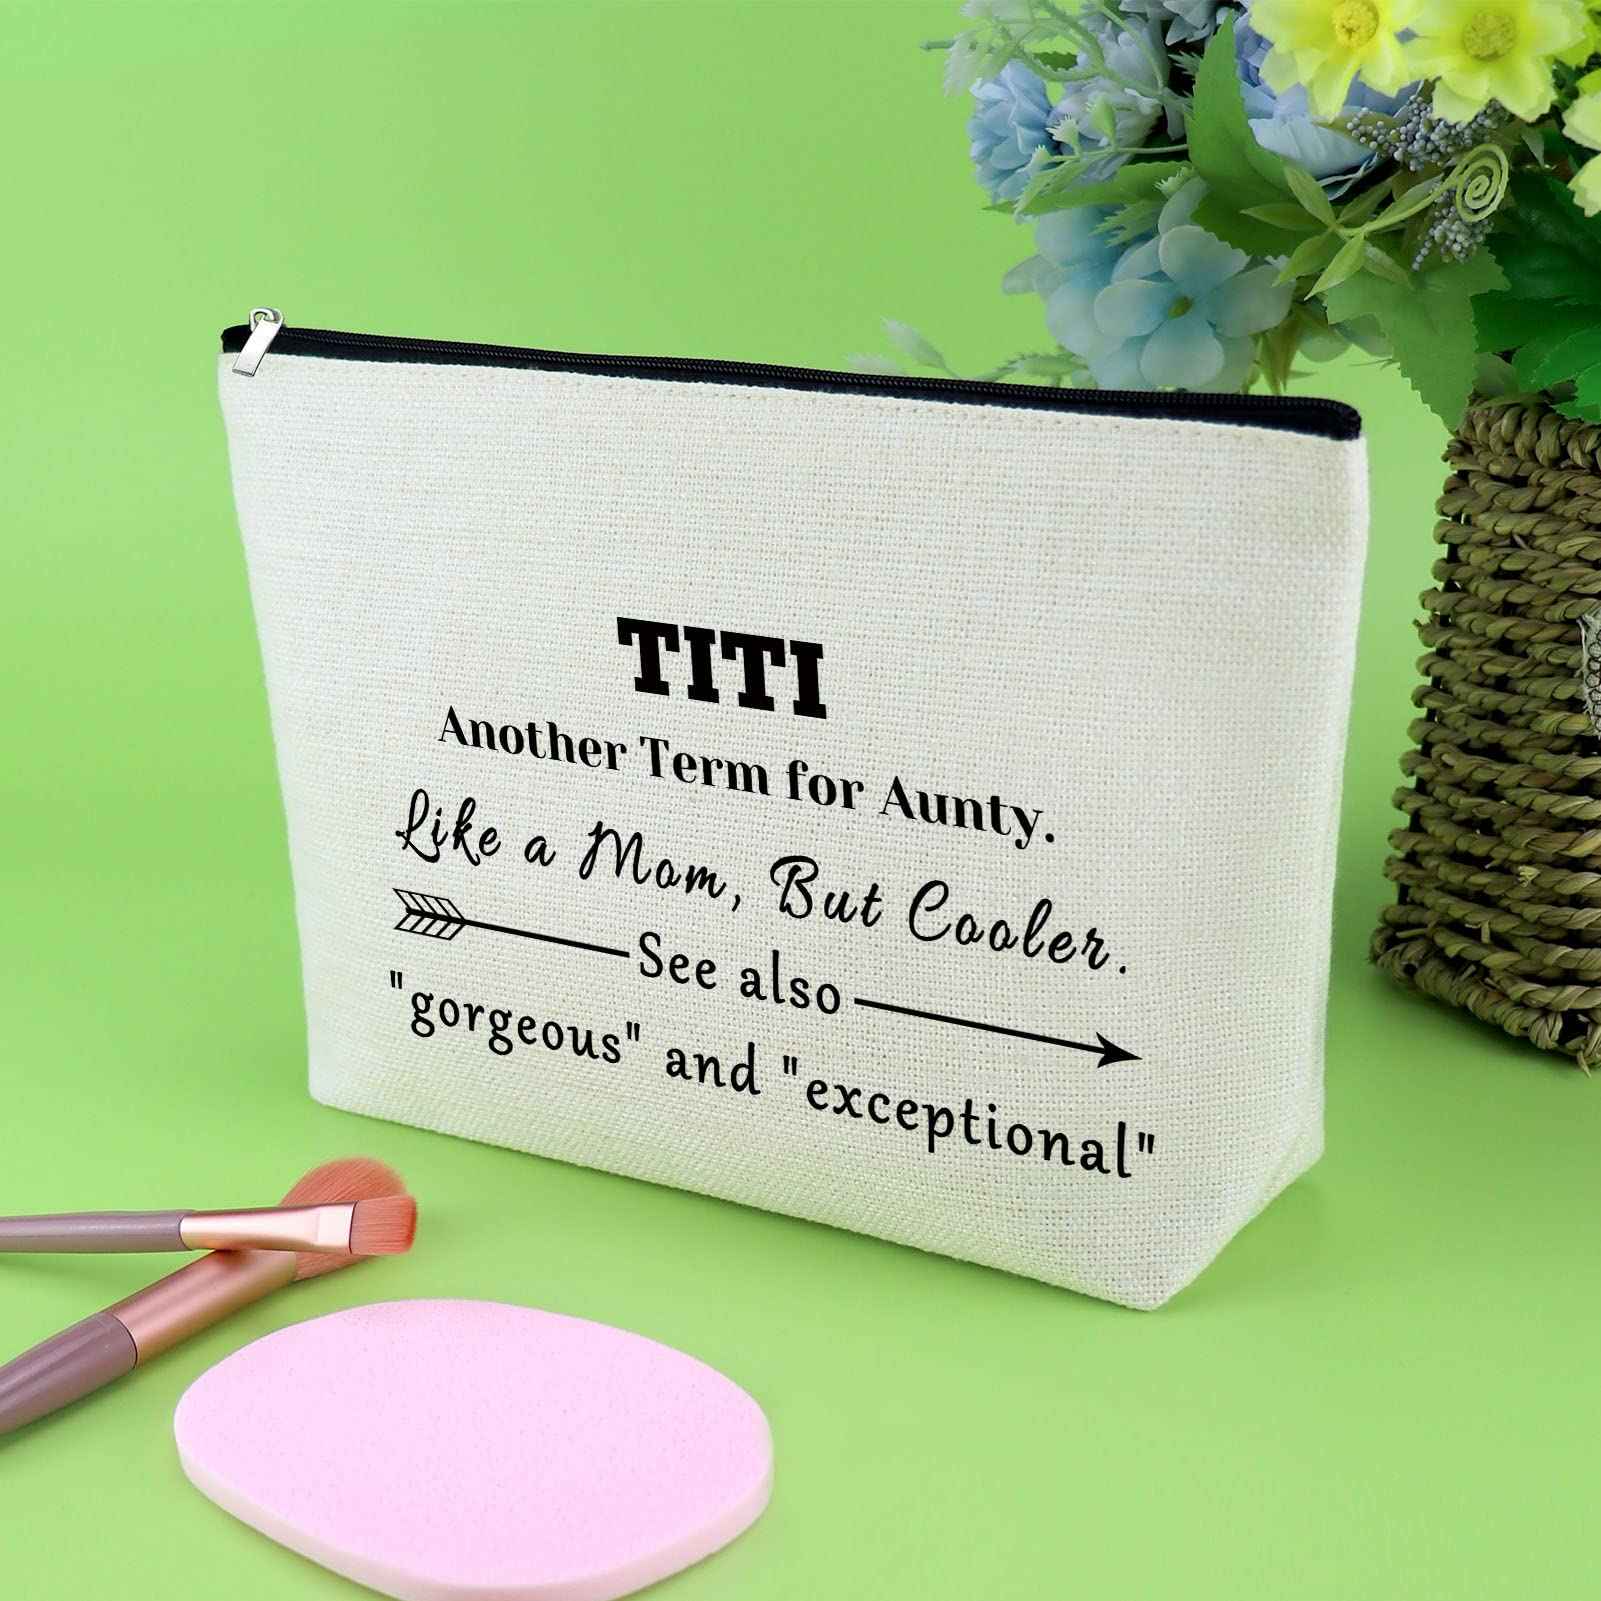 TITI
Another Term for Aunty.
Like a Mom, But Cooler.
See also
"gorgeous" and "exceptional"